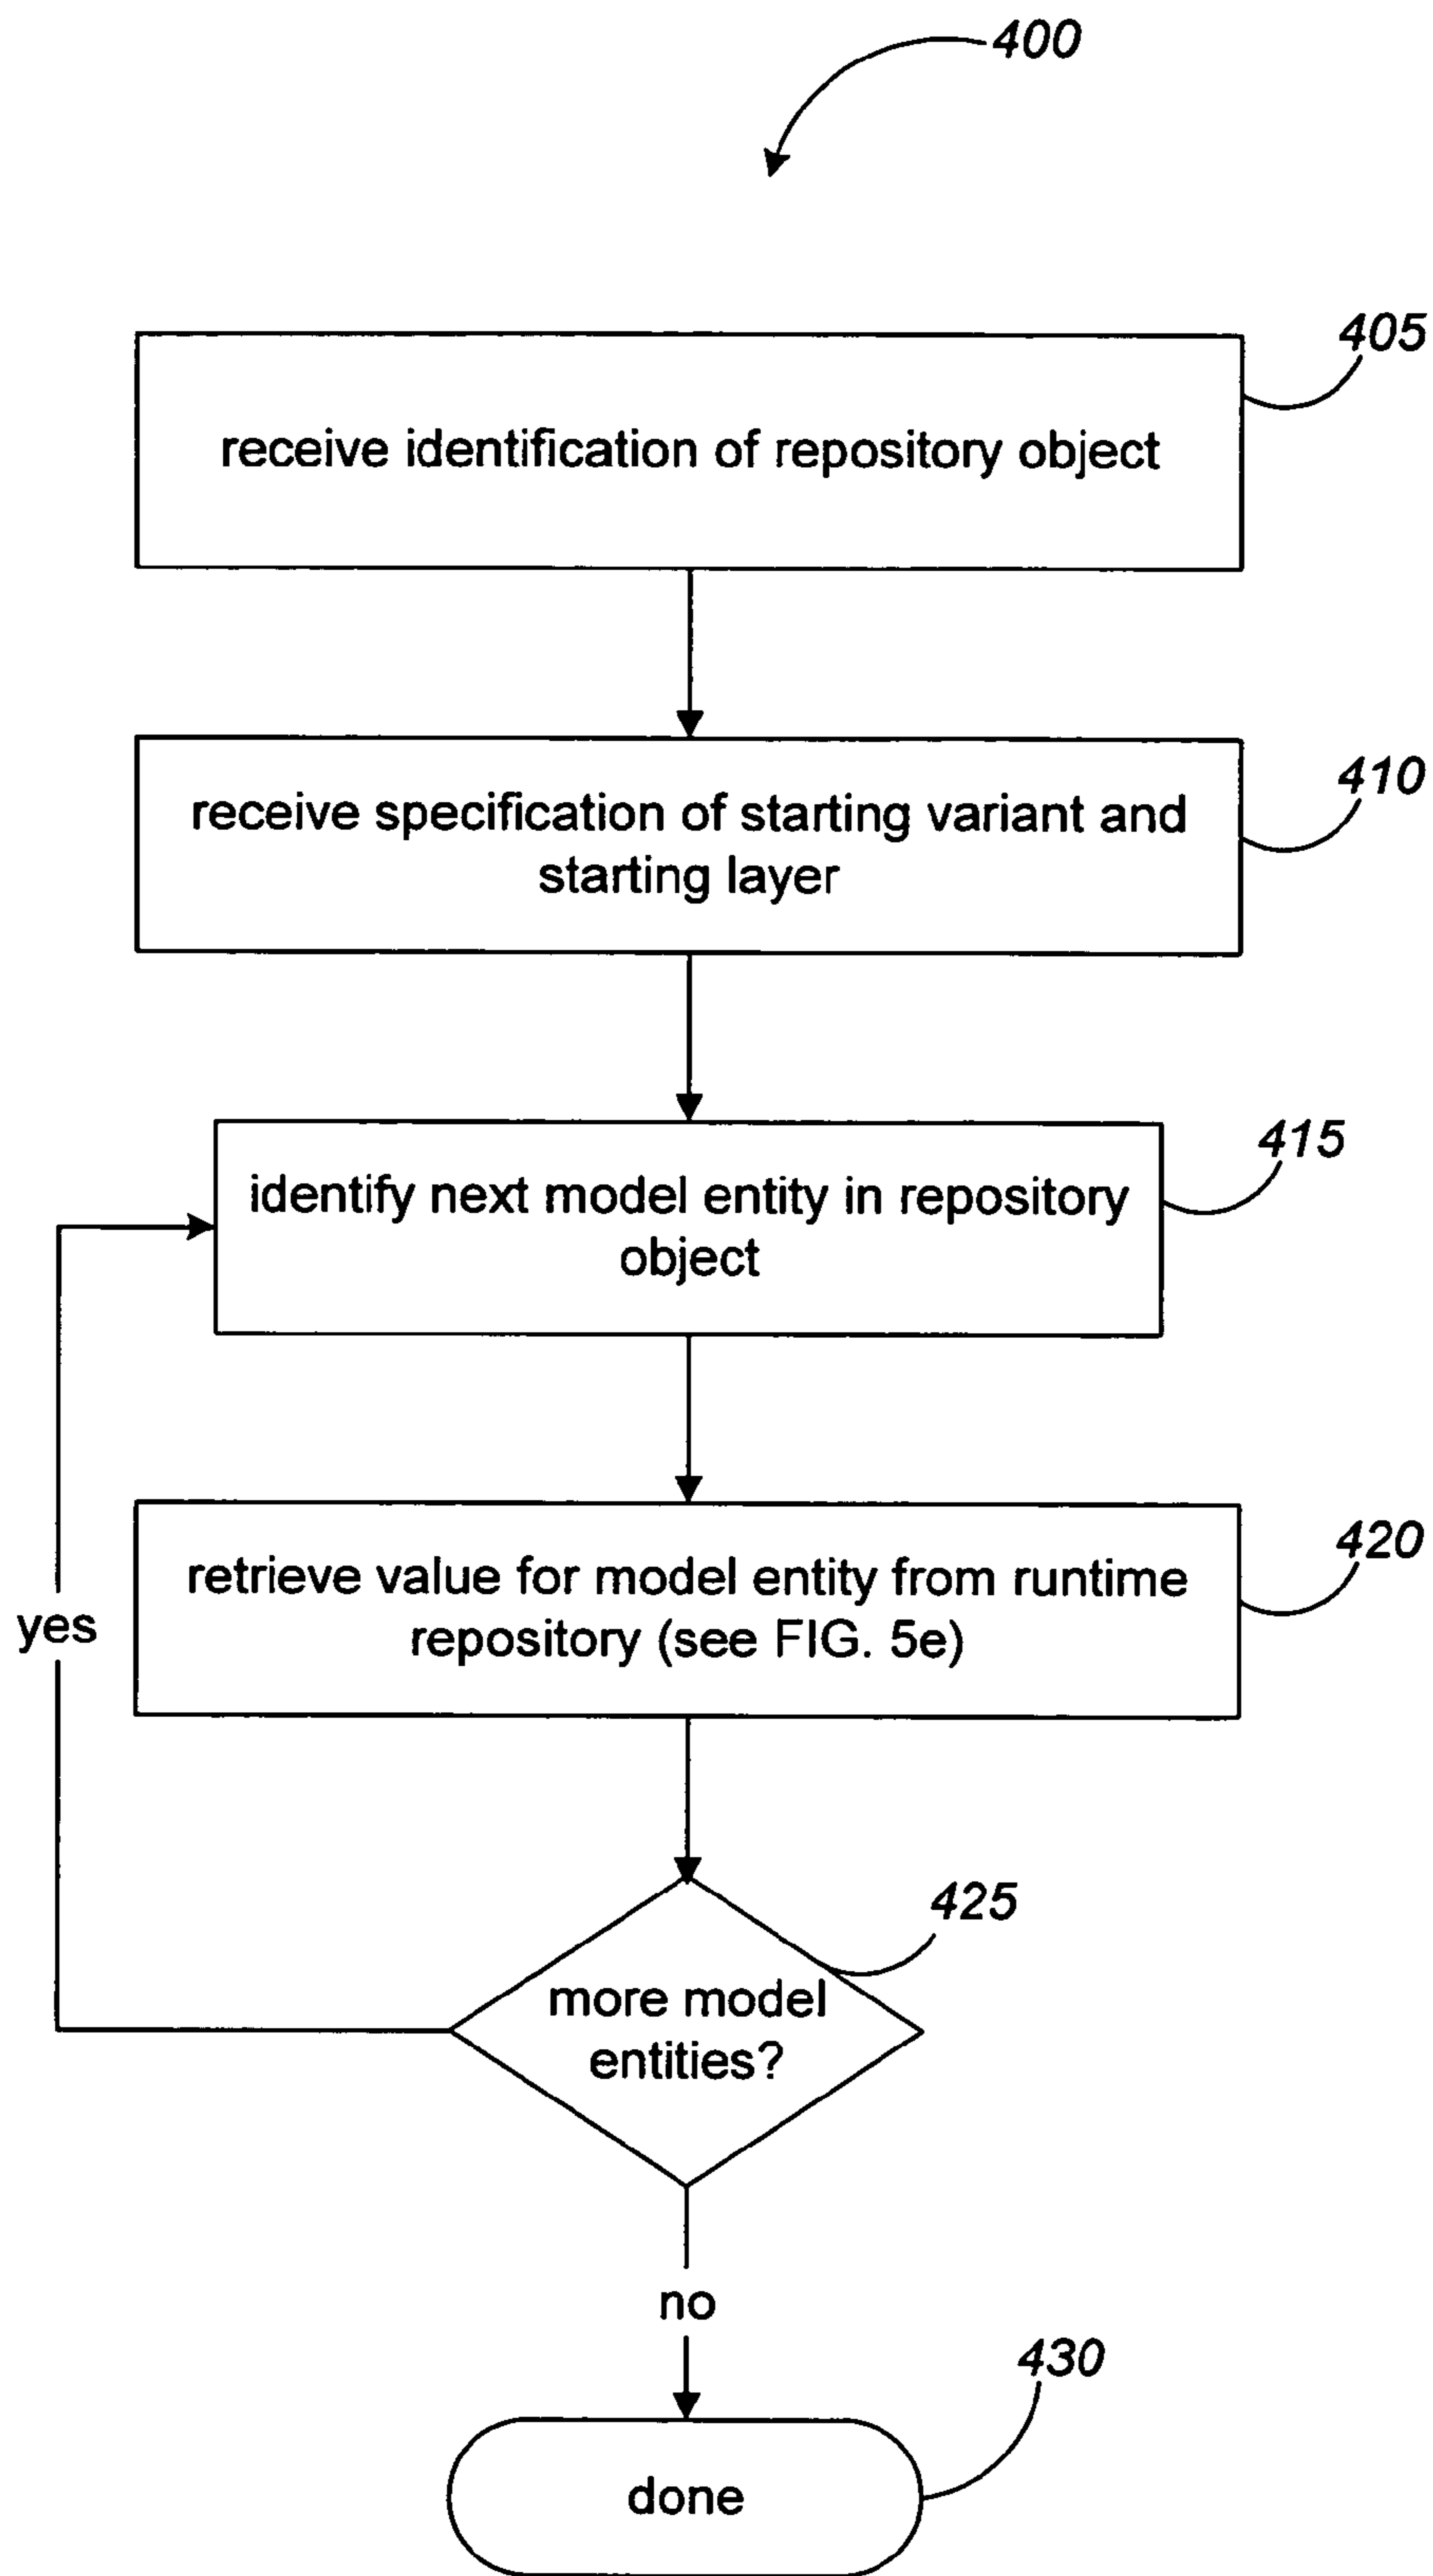 400
405
receive identification of repository object
410
receive specification of starting variant and
starting layer
415
identify next model entity in repository
object
420
retrieve value for model entity from runtime
repository (see FIG. 5e)
yes
425
more model
entities?
no
430
done